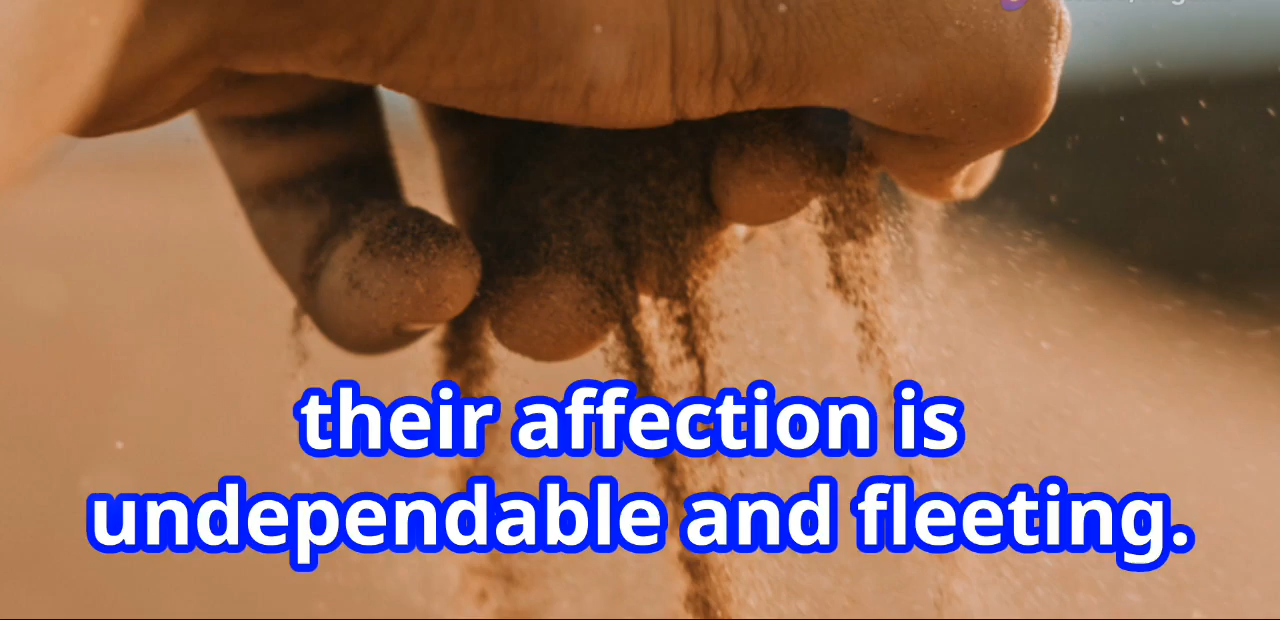 their affection is
undependable and fleeting.